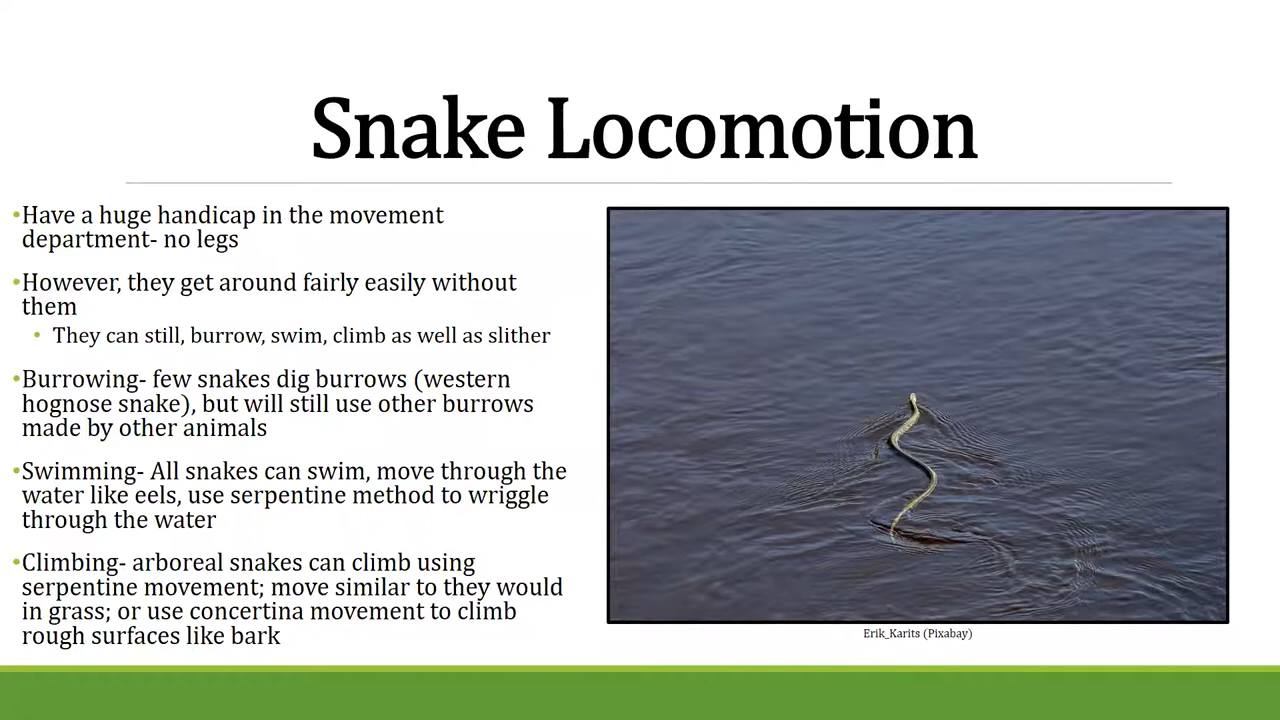 Snake Locomotion
•Have a huge handicap in the movement
department- no legs
•However, they get around fairly easily without
them
• They can still, burrow, swim, climb as well as slither
•Burrowing- few snakes dig burrows (western
hognose snake), but will still use other burrows
made by other animals
•Swimming- All snakes can swim, move through the
water like eels, use serpentine method to wriggle
through the water
•Climbing- arboreal snakes can climb using
serpentine movement; move similar to they would
in grass; or use concertina movement to climb
rough surfaces like bark
Erik_Karits (Pixabay)